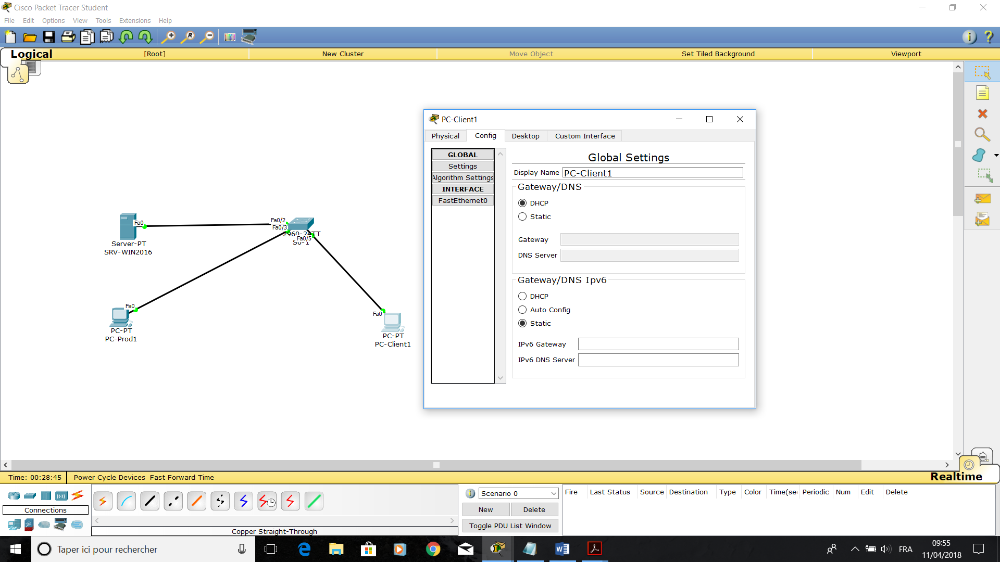 Cisco Packet Tracer Student
File Edit Options View Tools Extensions Help
Logical [Root] New Cluster Move Object Set Tiled Background Viewport
PC-Client1
Physical Config Desktop Custom Interface
GLOBAL
Settings
Algorithm Settings
INTERFACE
FastEthernet0
Global Settings
Display Name PC-Client1
Gateway/DNS
DHCP
Static
Gateway
DNS Server
Gateway/DNS Ipv6
DHCP
Auto Config
Static
IPv6 Gateway
IPv6 DNS Server
Fa0
Server-PT
SRV-WIN2016
Fa0/2
Fa0/3
2960-24TT
Fa0/5
Fa0
PC-PT
PC-Prod1
Fa0
PC-PT
PC-Client1
Time: 00:28:45 Power Cycle Devices Fast Forward Time
Realtime
Connections
Copper Straight-Through
Scenario 0
New Delete
Toggle PDU List Window
Fire Last Status Source Destination Type Color Time(se Periodic Num Edit Delete
Taper ici pour rechercher
FRA
09:55
11/04/2018